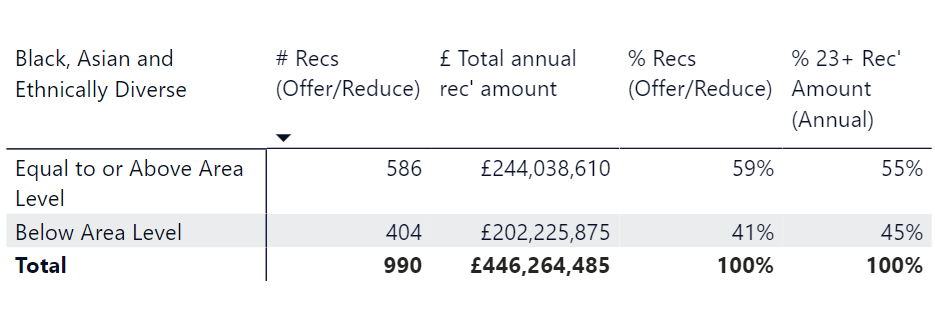 Black, Asian and
Ethnically Diverse
# Recs
(Offer/Reduce)
£ Total annual
rec' amount
% Recs
(Offer/Reduce)
% 23+ Rec'
Amount
(Annual)
Equal to or Above Area
Level
586
£244,038,610
59%
55%
Below Area Level
404
£202,225,875
41%
45%
Total
990
£446,264,485
100%
100%